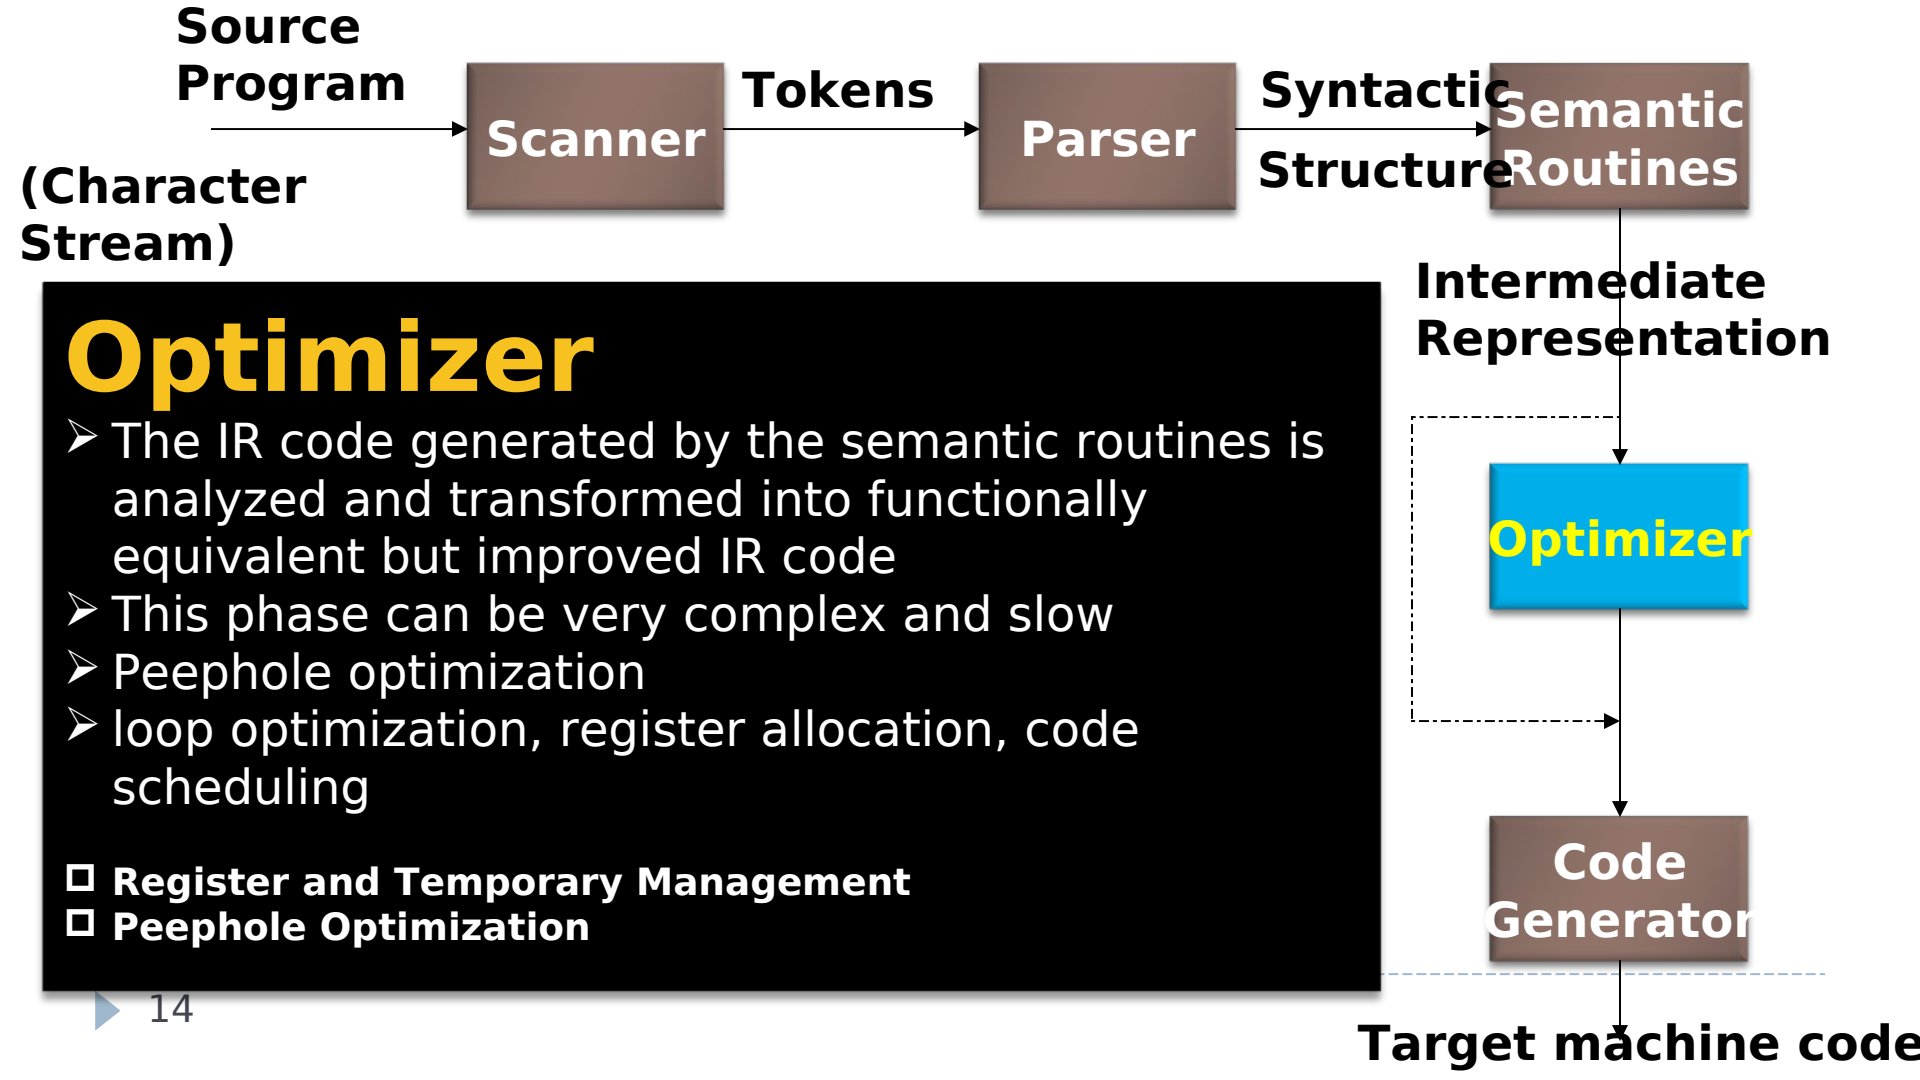 Source
Program
(Character
Stream)
Scanner
Tokens
Parser
Syntactic
Structure
Semantic
Routines
Intermediate
Representation
Optimizer
➢ The IR code generated by the semantic routines is
analyzed and transformed into functionally
equivalent but improved IR code
➢ This phase can be very complex and slow
➢ Peephole optimization
➢ loop optimization, register allocation, code
scheduling
❑ Register and Temporary Management
❑ Peephole Optimization
Optimizer
Code
Generator
Target machine code
14